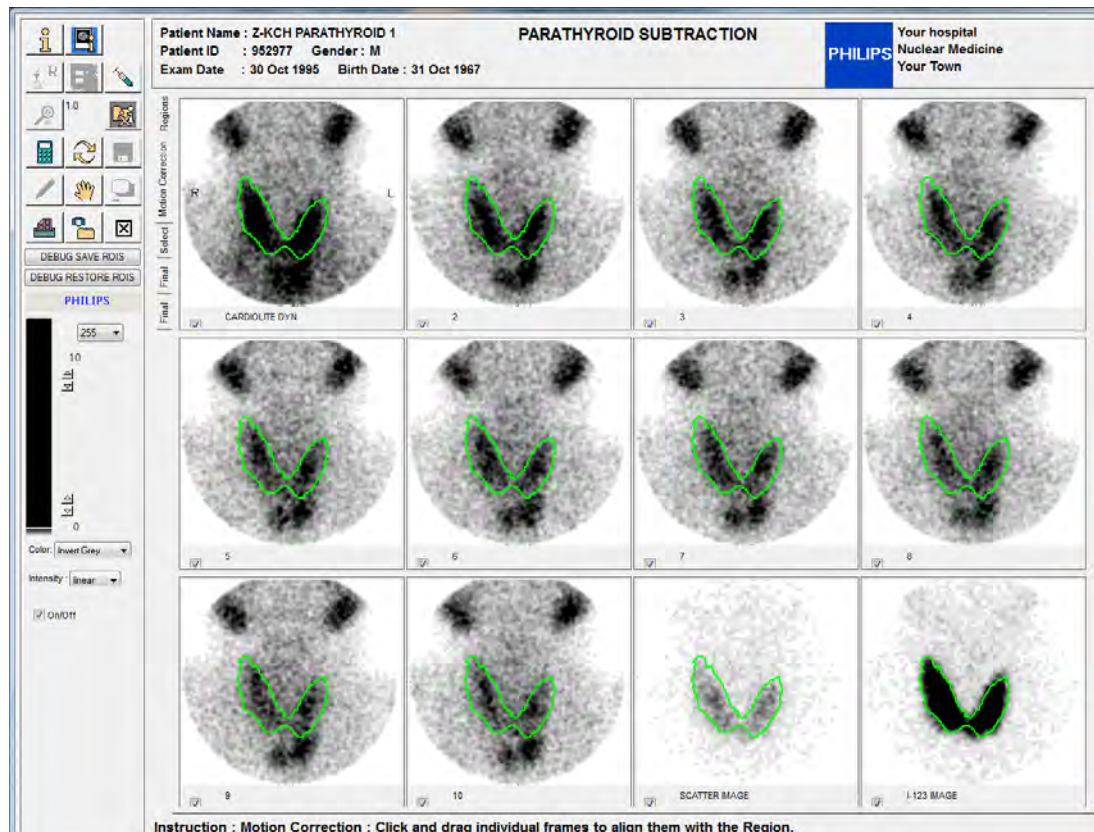 Patient Name : Z-KCH PARATHYROID 1
Patient ID : 952977 Gender : M
Exam Date : 30 Oct 1995 Birth Date : 31 Oct 1967
PARATHYROID SUBTRACTION
PHILIPS
Your hospital
Nuclear Medicine
Your Town
R
1.0
DEBUG SAVE ROIS
DEBUG RESTORE ROIS
PHILIPS
255
10
0
Color: Invert Grey
Intensity : linear
On/Off
Regions
Motion Correction
Select
Final
Final
R
L
CARDIOLITE DYN
2
3
4
5
6
7
8
9
10
SCATTER IMAGE
I-123 IMAGE
Instruction : Motion Correction : Click and drag individual frames to align them with the Region.